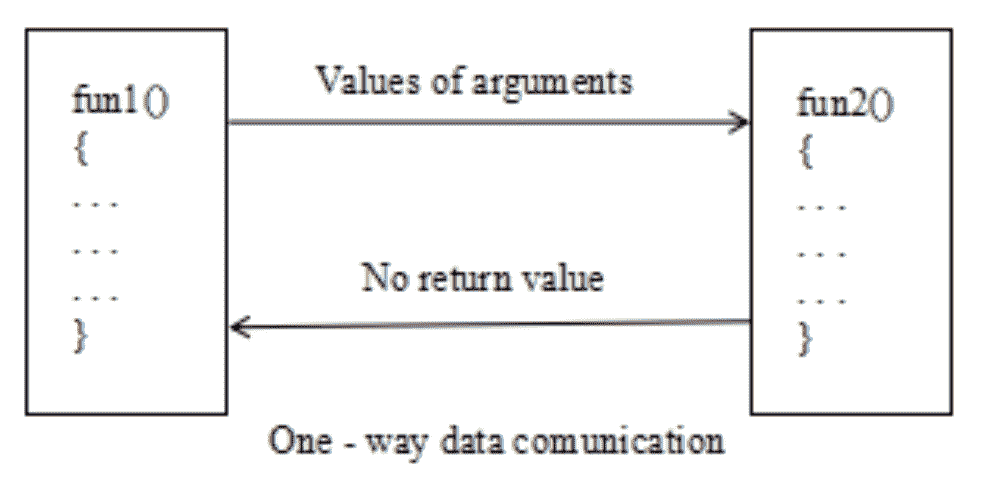 Values of arguments
fun1()
{
. . .
. . .
. . .
}
fun2()
{
. . .
. . .
. . .
}
No return value
One - way data comunication